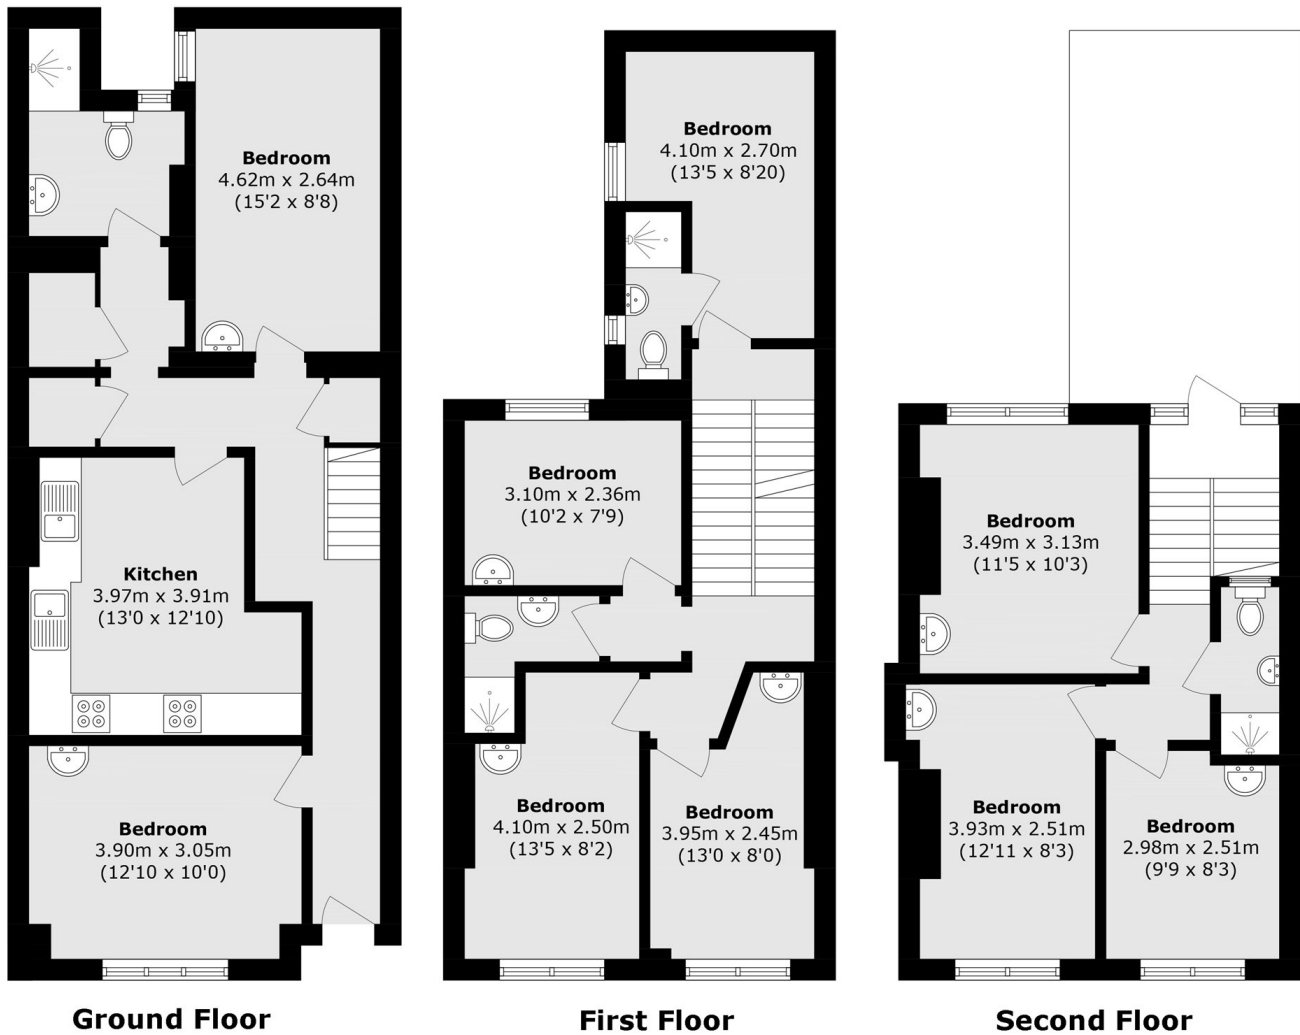 Bedroom
4.62m x 2.64m
(15'2 x 8'8)
Kitchen
3.97m x 3.91m
(13'0 x 12'10)
Bedroom
3.90m x 3.05m
(12'10 x 10'0)
Ground Floor
Bedroom
4.10m x 2.70m
(13'5 x 8'20)
Bedroom
3.10m x 2.36m
(10'2 x 7'9)
Bedroom
4.10m x 2.50m
(13'5 x 8'2)
Bedroom
3.95m x 2.45m
(13'0 x 8'0)
First Floor
Bedroom
3.49m x 3.13m
(11'5 x 10'3)
Bedroom
3.93m x 2.51m
(12'11 x 8'3)
Bedroom
2.98m x 2.51m
(9'9 x 8'3)
Second Floor